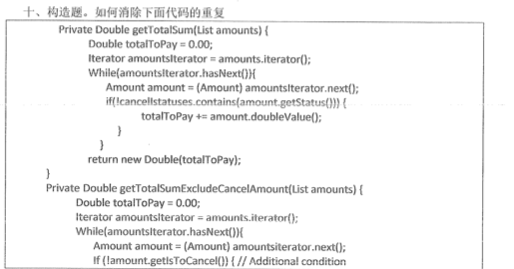 十、构造题。如何消除下面代码的重复
Private Double getTotalSum(List amounts) {
Double totalToPay = 0.00;
Iterator amountsIterator = amounts.iterator();
While(amountsIterator.hasNext()){
Amount amount = (Amount) amountsIterator.next();
if(!cancellstatuses.contains(amount.getStatus())) {
totalToPay += amount.doubleValue();
}
}
return new Double(totalToPay);
}
Private Double getTotalSumExcludeCancelAmount(List amounts) {
Double totalToPay = 0.00;
Iterator amountsIterator = amounts.iterator();
While(amountsIterator.hasNext()){
Amount amount = (Amount) amountsIterator.next();
If (!amount.getIsToCancel()) { // Additional condition